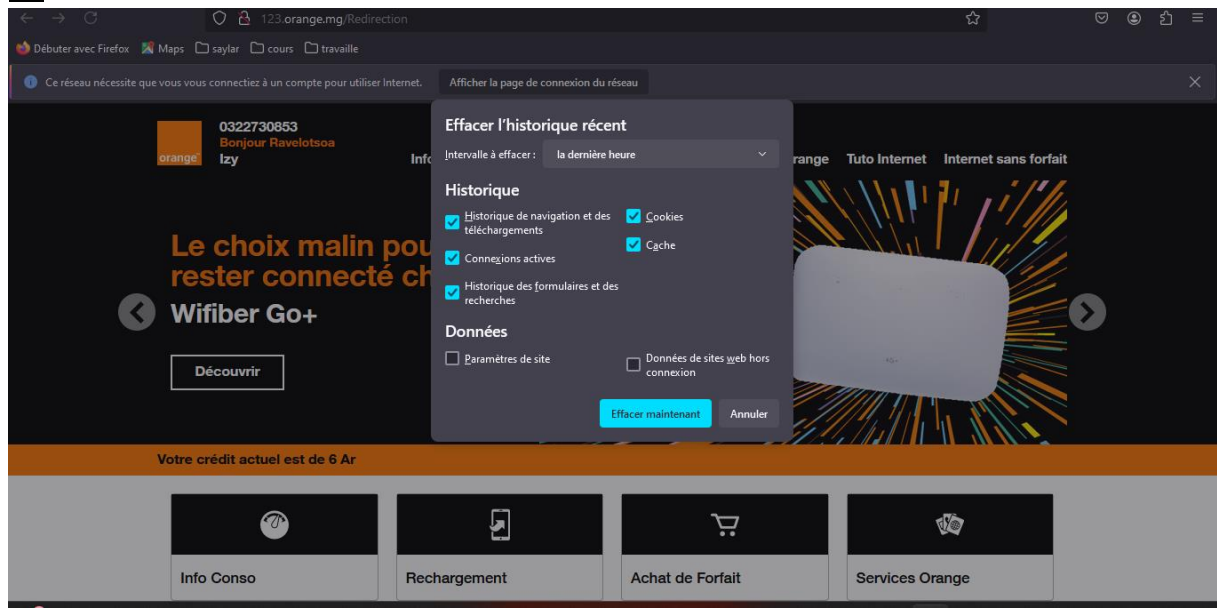 123.orange.mg/Redirection
Débuter avec Firefox Maps saylar cours travaille
Ce réseau nécessite que vous vous connectiez à un compte pour utiliser Internet. Afficher la page de connexion du réseau
0322730853
Bonjour Ravelotsoa
orange Izy
Tuto Internet Internet sans forfait
Le choix malin
rester connecté
Wifiber Go+
Découvrir
Effacer l'historique récent
Intervalle à effacer : la dernière heure
Historique
Historique de navigation et des
téléchargements
Cookies
Connexions actives
Cache
Historique des formulaires et des
recherches
Données
Paramètres de site
Données de sites web hors
connexion
Effacer maintenant Annuler
Votre crédit actuel est de 6 Ar
Info Conso Rechargement Achat de Forfait Services Orange